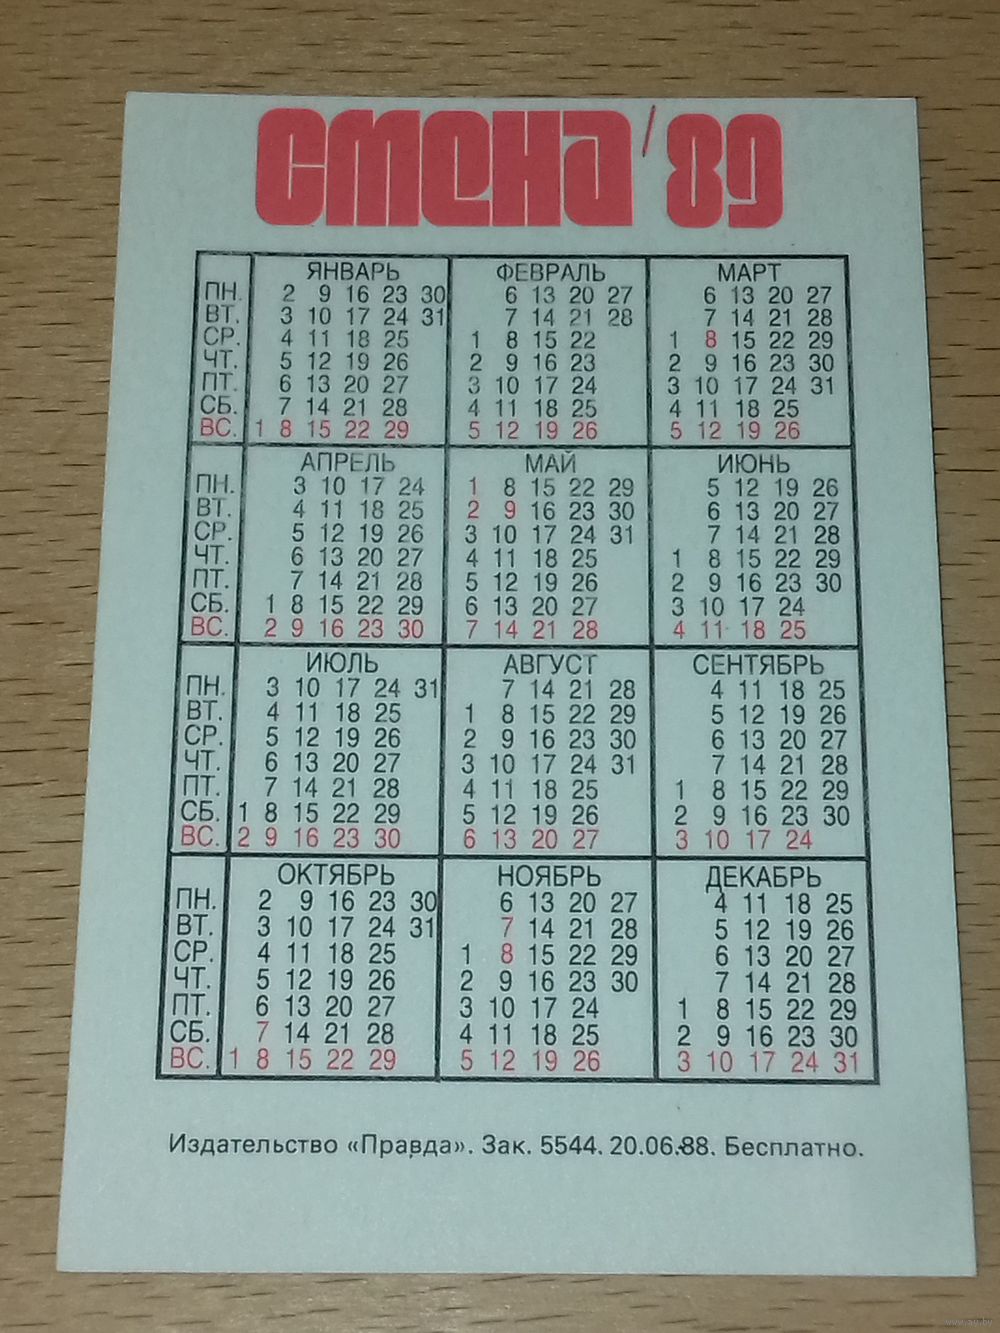 СМЕНА '89
ЯНВАРЬ ФЕВРАЛЬ МАРТ
ПН. 2 9 16 23 30 6 13 20 27 6 13 20 27
ВТ. 3 10 17 24 31 7 14 21 28 7 14 21 28
СР. 4 11 18 25 1 8 15 22 1 8 15 22 29
ЧТ. 5 12 19 26 2 9 16 23 2 9 16 23 30
ПТ. 6 13 20 27 3 10 17 24 3 10 17 24 31
СБ. 7 14 21 28 4 11 18 25 4 11 18 25
ВС. 1 8 15 22 29 5 12 19 26 5 12 19 26
АПРЕЛЬ МАЙ ИЮНЬ
ПН. 3 10 17 24 1 8 15 22 29 5 12 19 26
ВТ. 4 11 18 25 2 9 16 23 30 6 13 20 27
СР. 5 12 19 26 3 10 17 24 31 7 14 21 28
ЧТ. 6 13 20 27 4 11 18 25 1 8 15 22 29
ПТ. 7 14 21 28 5 12 19 26 2 9 16 23 30
СБ. 1 8 15 22 29 6 13 20 27 3 10 17 24
ВС. 2 9 16 23 30 7 14 21 28 4 11 18 25
ИЮЛЬ АВГУСТ СЕНТЯБРЬ
ПН. 3 10 17 24 31 7 14 21 28 4 11 18 25
ВТ. 4 11 18 25 1 8 15 22 29 5 12 19 26
СР. 5 12 19 26 2 9 16 23 30 6 13 20 27
ЧТ. 6 13 20 27 3 10 17 24 31 7 14 21 28
ПТ. 7 14 21 28 4 11 18 25 1 8 15 22 29
СБ. 1 8 15 22 29 5 12 19 26 2 9 16 23 30
ВС. 2 9 16 23 30 6 13 20 27 3 10 17 24
ОКТЯБРЬ НОЯБРЬ ДЕКАБРЬ
ПН. 2 9 16 23 30 6 13 20 27 4 11 18 25
ВТ. 3 10 17 24 31 7 14 21 28 5 12 19 26
СР. 4 11 18 25 1 8 15 22 29 6 13 20 27
ЧТ. 5 12 19 26 2 9 16 23 30 7 14 21 28
ПТ. 6 13 20 27 3 10 17 24 1 8 15 22 29
СБ. 7 14 21 28 4 11 18 25 2 9 16 23 30
ВС. 1 8 15 22 29 5 12 19 26 3 10 17 24 31
Издательство «Правда». Зак. 5544. 20.06.88. Бесплатно.
www.ay.by